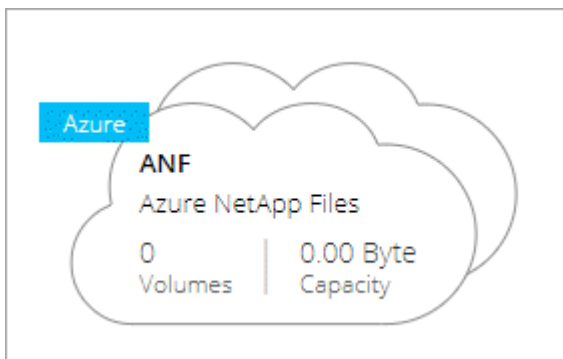 Azure
ANF
Azure NetApp Files
0
Volumes
0.00 Byte
Capacity